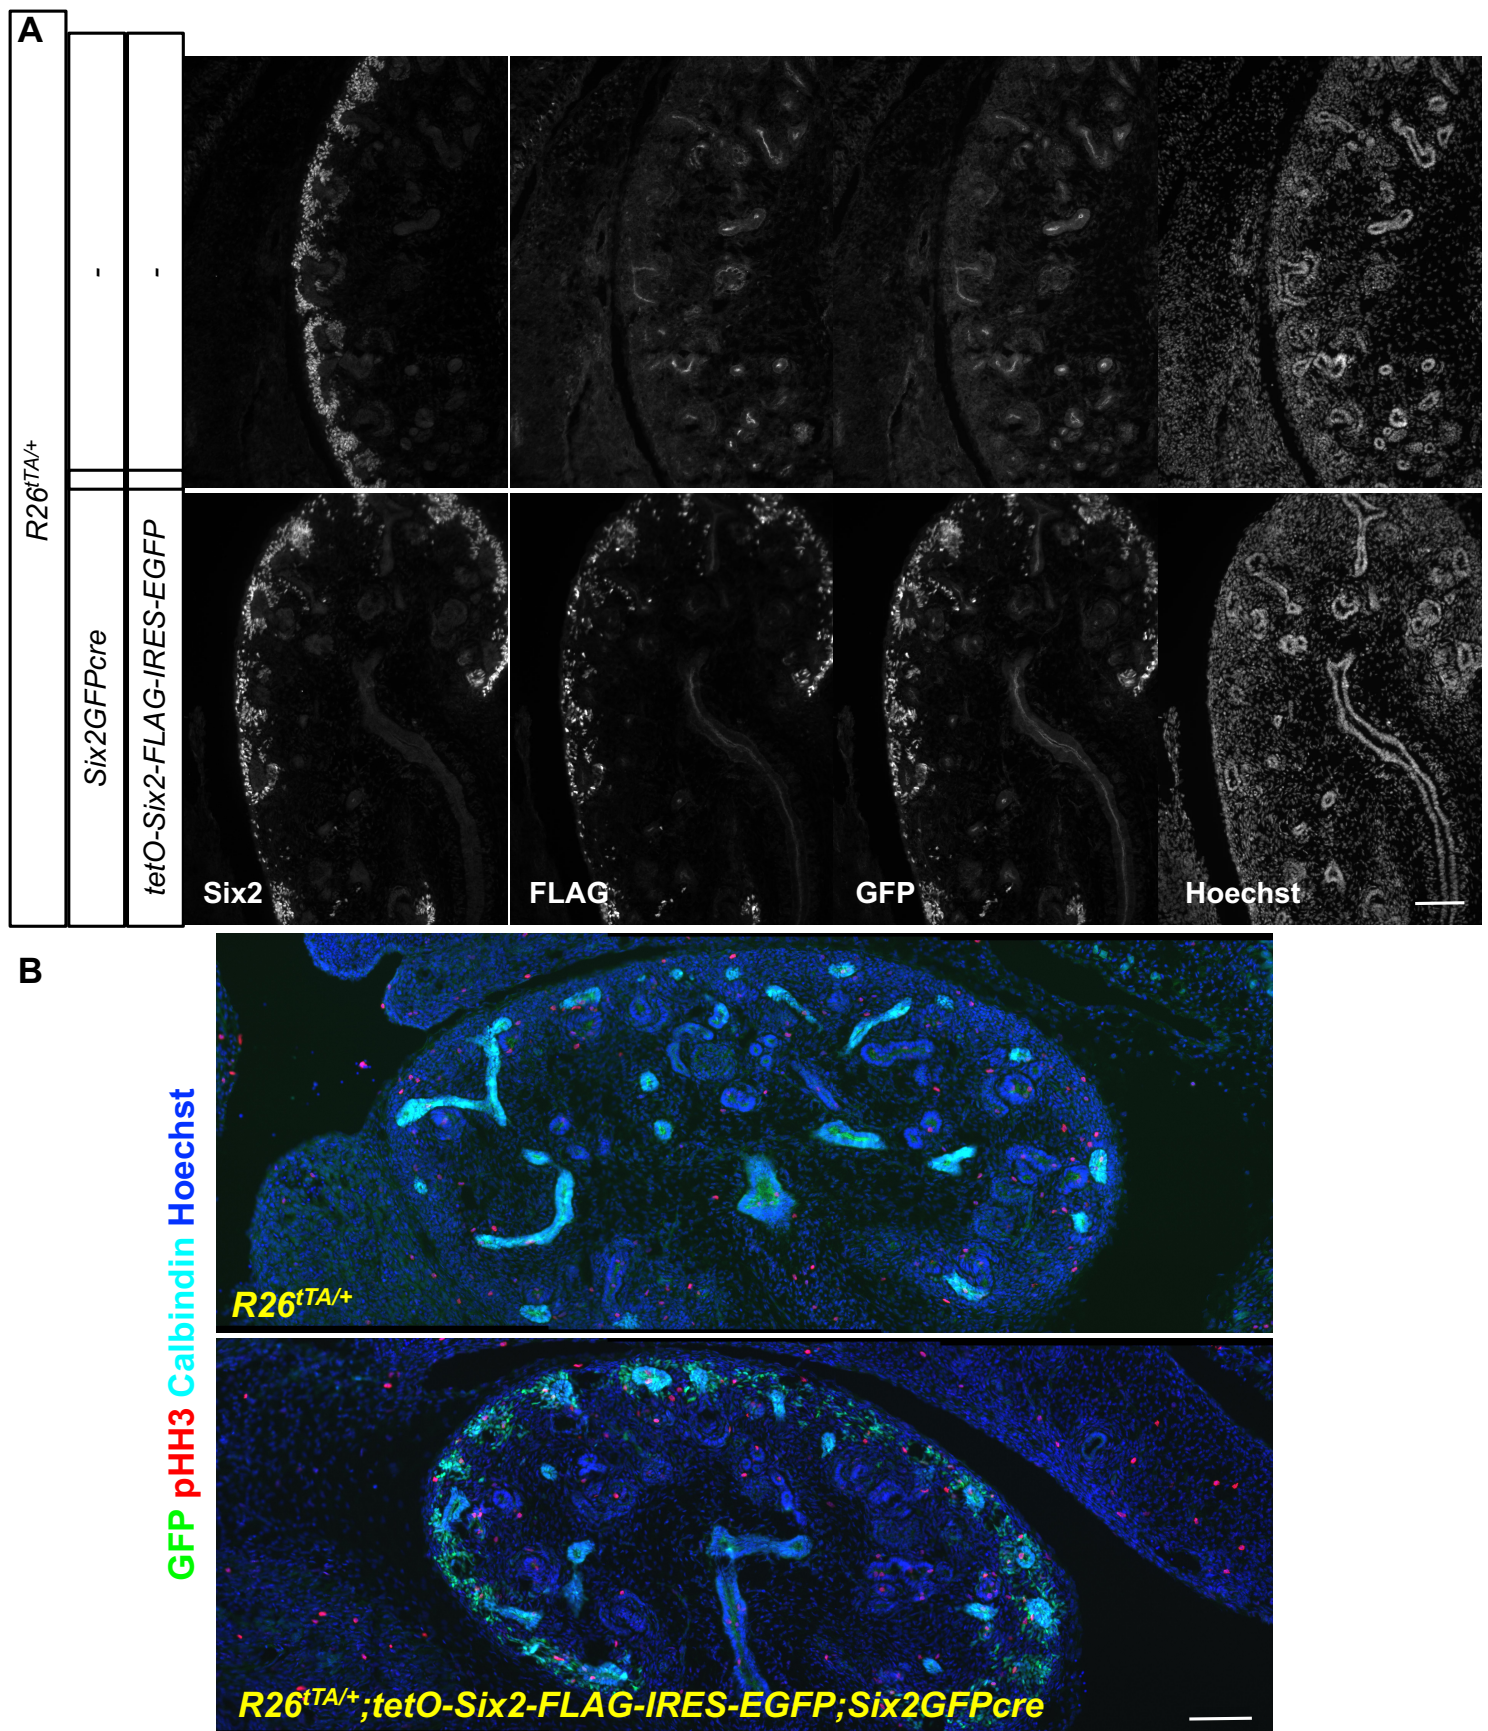 A
R26tTA/+
-
-
Six2GFPcre
tetO-Six2-FLAG-IRES-EGFP
Six2
FLAG
GFP
Hoechst
B
GFP pHH3 Calbindin Hoechst
R26tTA/+
R26tTA/+;tetO-Six2-FLAG-IRES-EGFP;Six2GFPcre